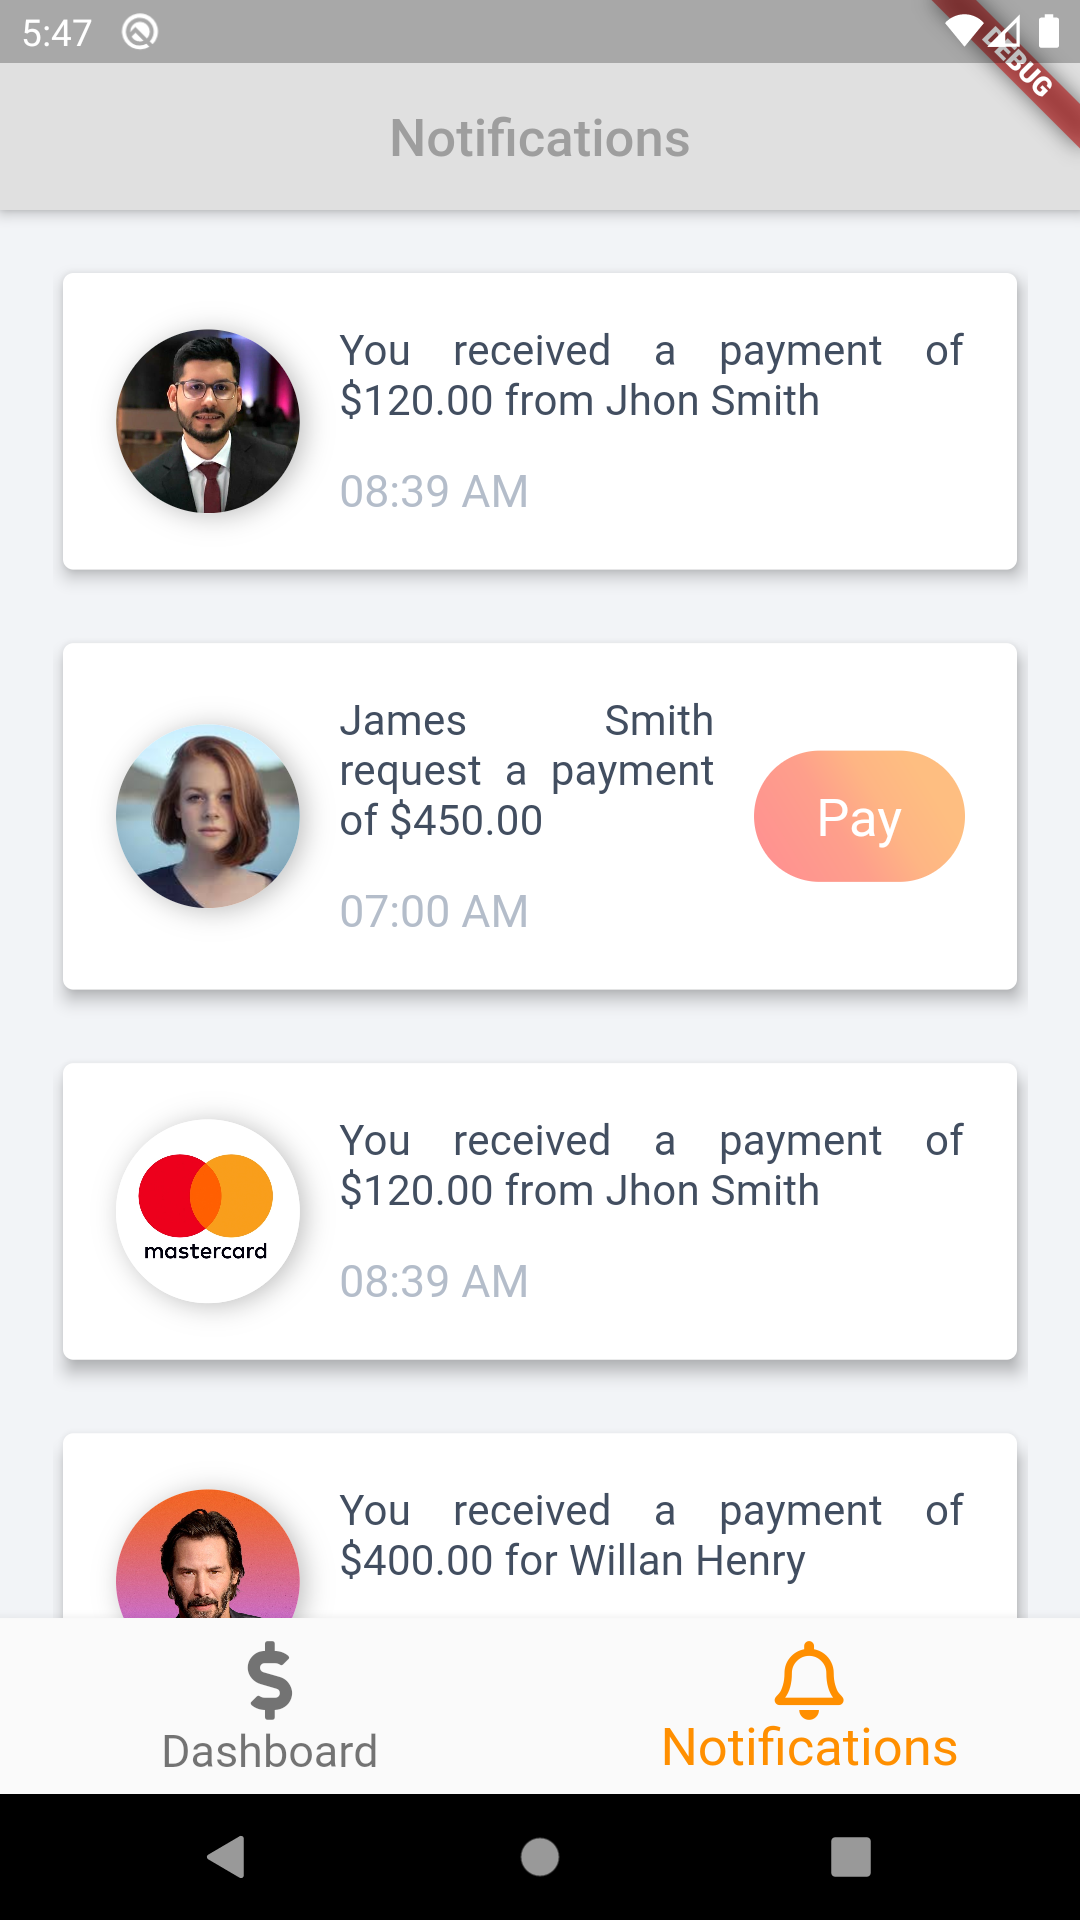 5:47
DEBUG
Notifications
You received a payment of
$120.00 from Jhon Smith
08:39 AM
James Smith
request a payment
of $450.00
07:00 AM
Pay
You received a payment of
$120.00 from Jhon Smith
08:39 AM
mastercard
You received a payment of
$400.00 for Willan Henry
Dashboard
Notifications